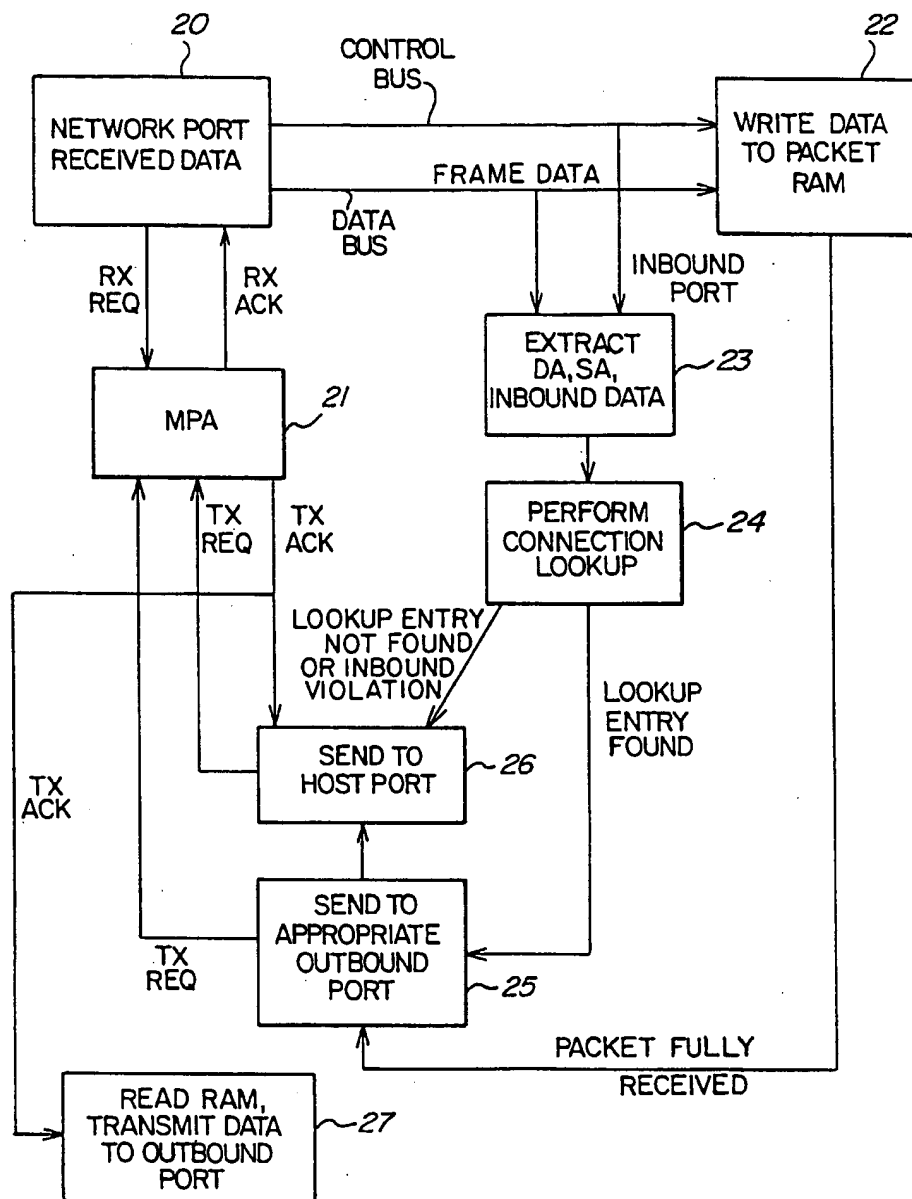 20
NETWORK PORT
RECEIVED DATA
CONTROL
BUS
22
WRITE DATA
TO PACKET
RAM
FRAME DATA
DATA
BUS
RX
REQ
RX
ACK
INBOUND
PORT
EXTRACT
DA, SA,
INBOUND DATA
23
MPA
21
TX
REQ
TX
ACK
PERFORM
CONNECTION
LOOKUP
24
LOOKUP ENTRY
NOT FOUND
OR INBOUND
VIOLATION
LOOKUP
ENTRY
FOUND
SEND TO
HOST PORT
26
TX
ACK
SEND TO
APPROPRIATE
OUTBOUND
PORT
25
TX
REQ
PACKET FULLY
RECEIVED
READ RAM,
TRANSMIT DATA
TO OUTBOUND
PORT
27